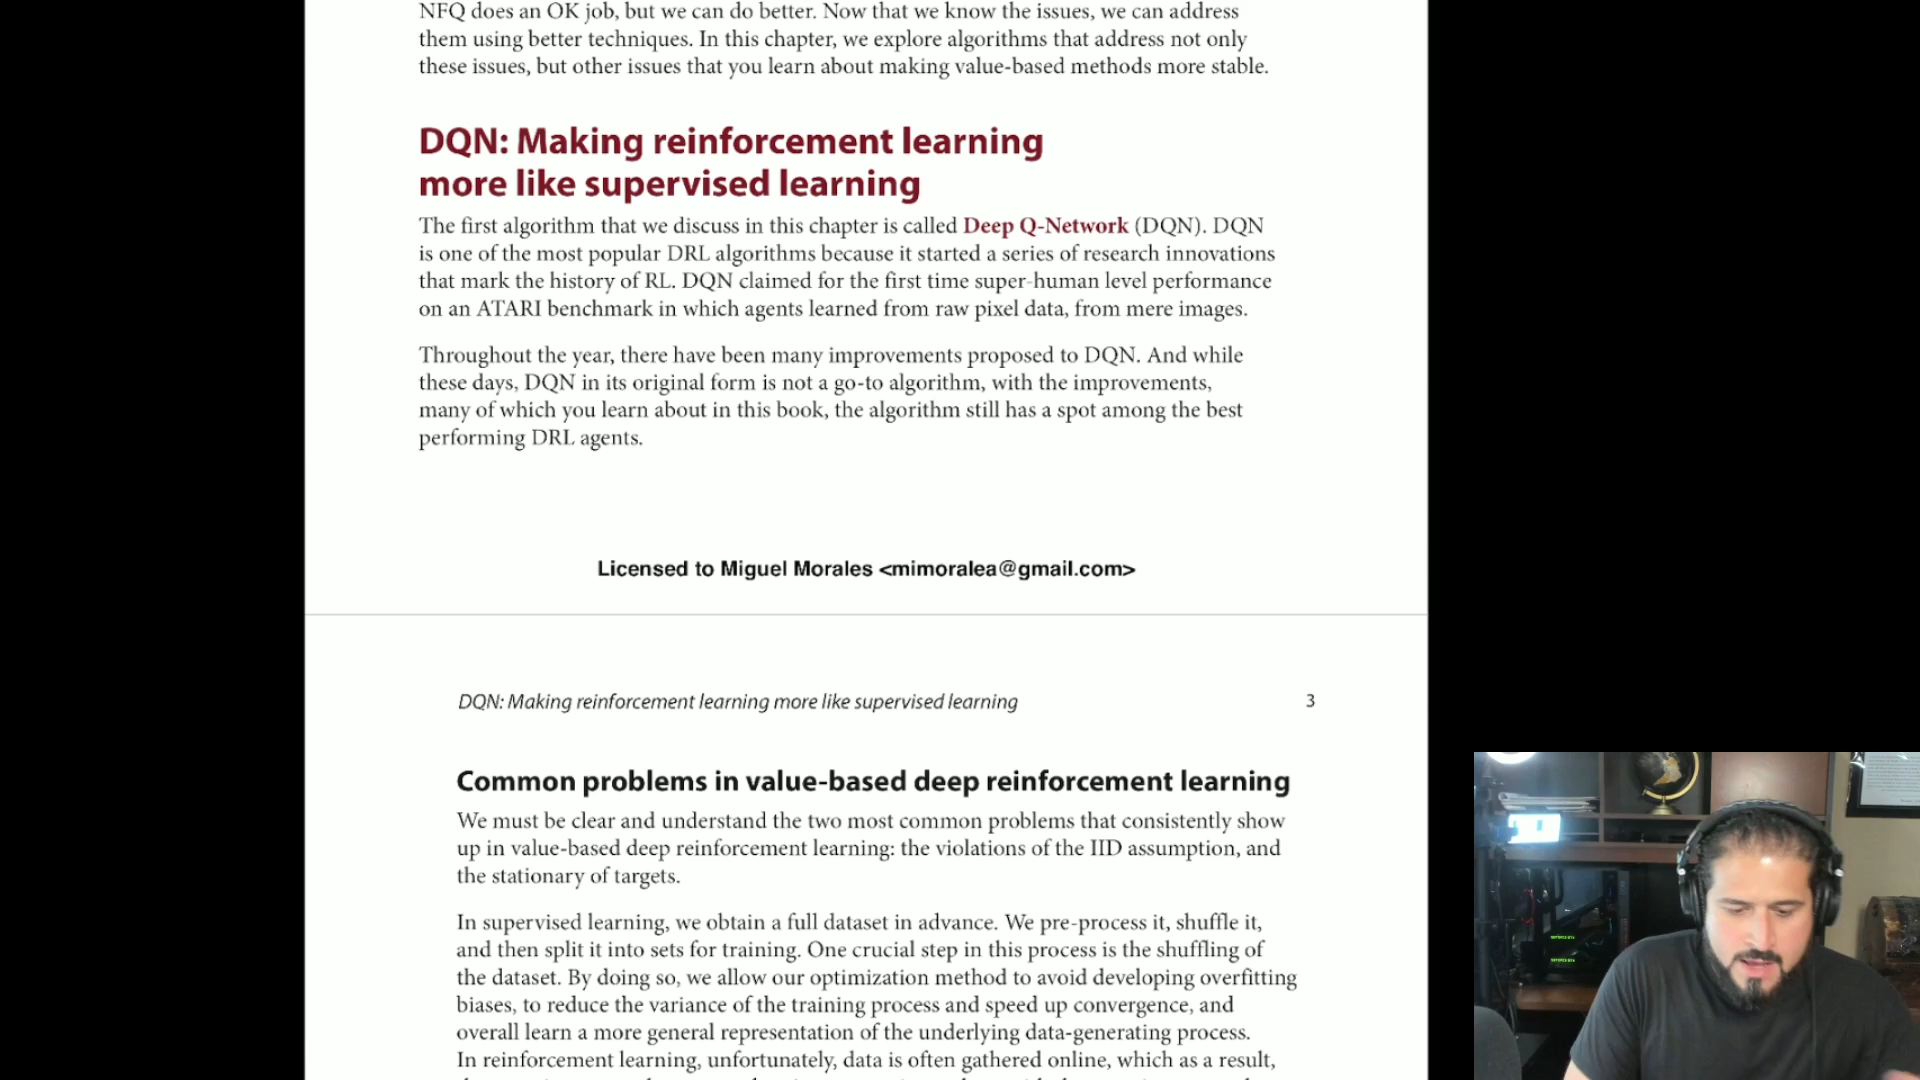 NFQ does an OK job, but we can do better. Now that we know the issues, we can address
them using better techniques. In this chapter, we explore algorithms that address not only
these issues, but other issues that you learn about making value-based methods more stable.
DQN: Making reinforcement learning
more like supervised learning
The first algorithm that we discuss in this chapter is called Deep Q-Network (DQN). DQN
is one of the most popular DRL algorithms because it started a series of research innovations
that mark the history of RL. DQN claimed for the first time super-human level performance
on an ATARI benchmark in which agents learned from raw pixel data, from mere images.
Throughout the year, there have been many improvements proposed to DQN. And while
these days, DQN in its original form is not a go-to algorithm, with the improvements,
many of which you learn about in this book, the algorithm still has a spot among the best
performing DRL agents.
Licensed to Miguel Morales <mimoralea@gmail.com>
DQN: Making reinforcement learning more like supervised learning 3
Common problems in value-based deep reinforcement learning
We must be clear and understand the two most common problems that consistently show
up in value-based deep reinforcement learning: the violations of the IID assumption, and
the stationary of targets.
In supervised learning, we obtain a full dataset in advance. We pre-process it, shuffle it,
and then split it into sets for training. One crucial step in this process is the shuffling of
the dataset. By doing so, we allow our optimization method to avoid developing overfitting
biases, to reduce the variance of the training process and speed up convergence, and
overall learn a more general representation of the underlying data-generating process.
In reinforcement learning, unfortunately, data is often gathered online, which as a result,